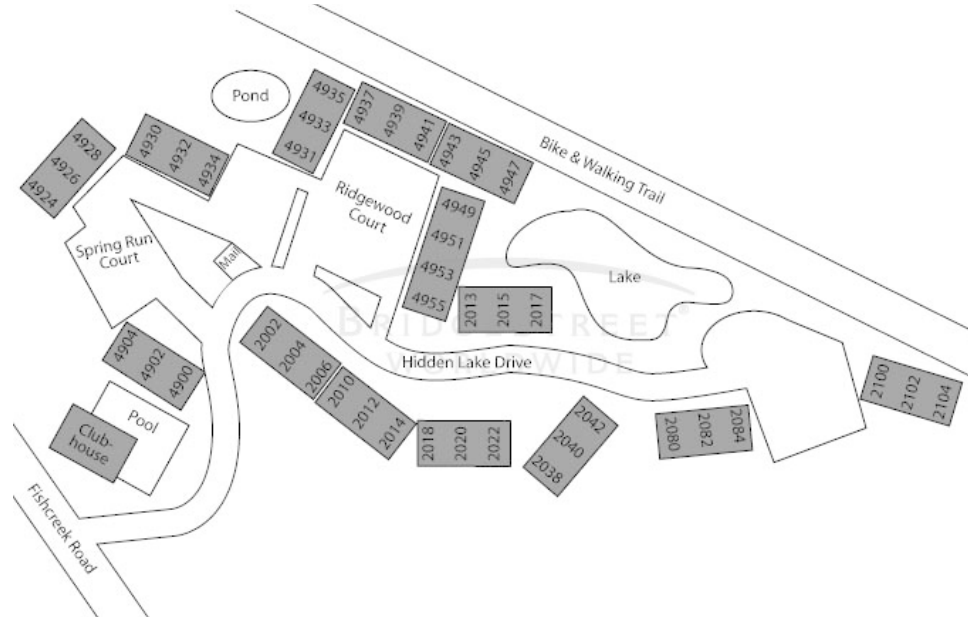 Pond
4935
4933
4931
4937
4939
4941
4943
4945
4947
Bike & Walking Trail
4928
4926
4924
4930
4932
4934
Ridgewood
Court
4949
4951
4953
4955
Spring Run
Court
Mail
Lake
2013
2015
2017
BRIDGESTREET®
WORLDWIDE
Hidden Lake Drive
2002
2004
2006
2010
2012
2014
4904
4902
4900
2100
2102
2104
Pool
Club-
house
2018
2020
2022
2042
2040
2038
2080
2082
2084
Fishcreek Road